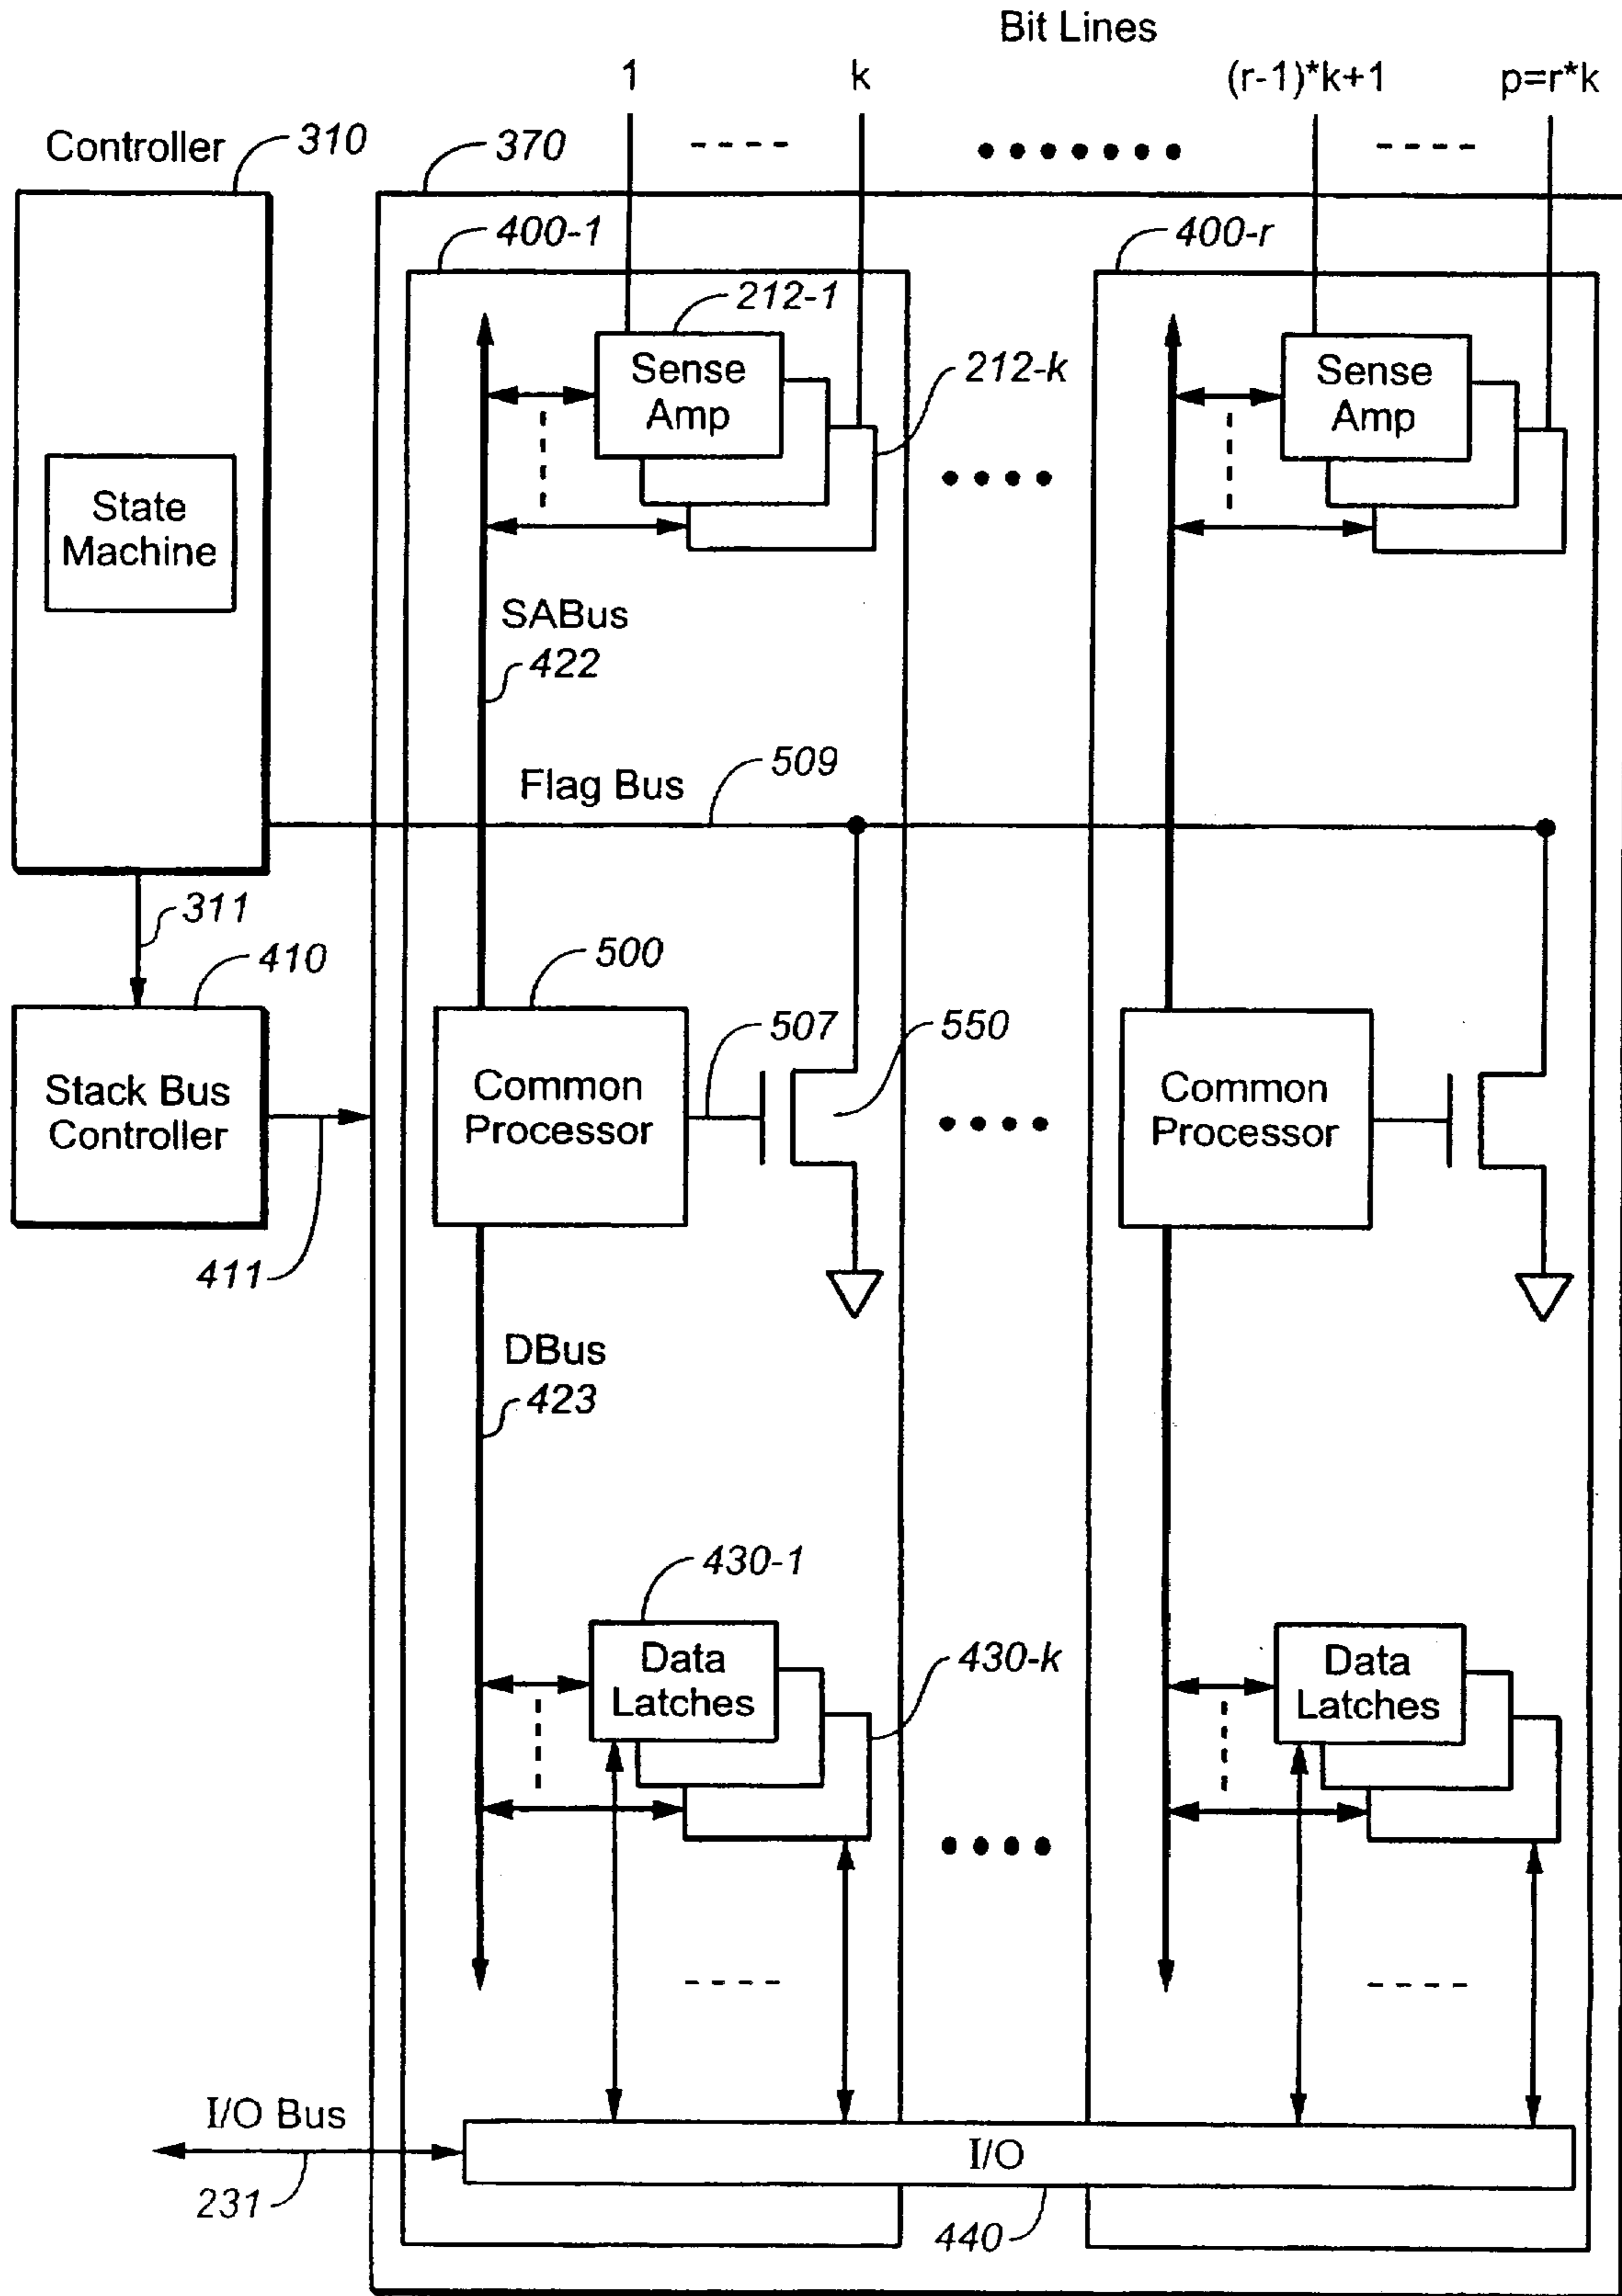 Bit Lines
1
k
(r-1)*k+1
p=r*k
Controller
310
370
400-1
400-r
212-1
Sense
Amp
212-k
Sense
Amp
State
Machine
SABus
422
Flag Bus
509
311
410
500
507
550
Stack Bus
Controller
Common
Processor
Common
Processor
411
DBus
423
430-1
Data
Latches
430-k
Data
Latches
I/O Bus
231
I/O
440